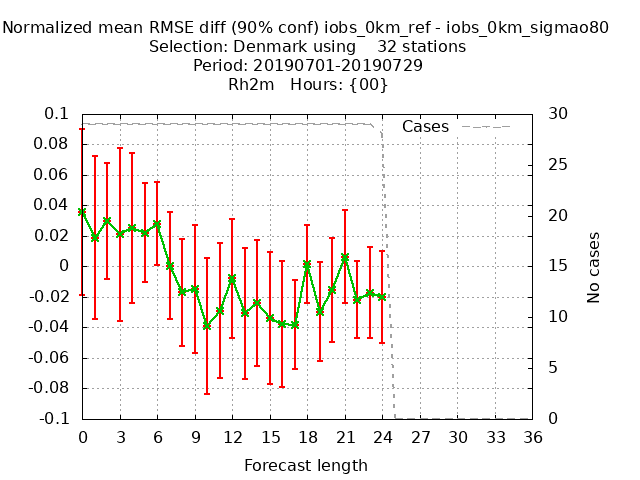 Normalized mean RMSE diff (90% conf) iobs_0km_ref - iobs_0km_sigmao80
Selection: Denmark using 32 stations
Period: 20190701-20190729
Rh2m Hours: {00}
0.1 30
Cases
0.08
25
0.06
0.04
20
0.02
0 15
-0.02
10
-0.04
-0.06
5
-0.08
-0.1 0
No cases
0 3 6 9 12 15 18 21 24 27 30 33 36
Forecast length